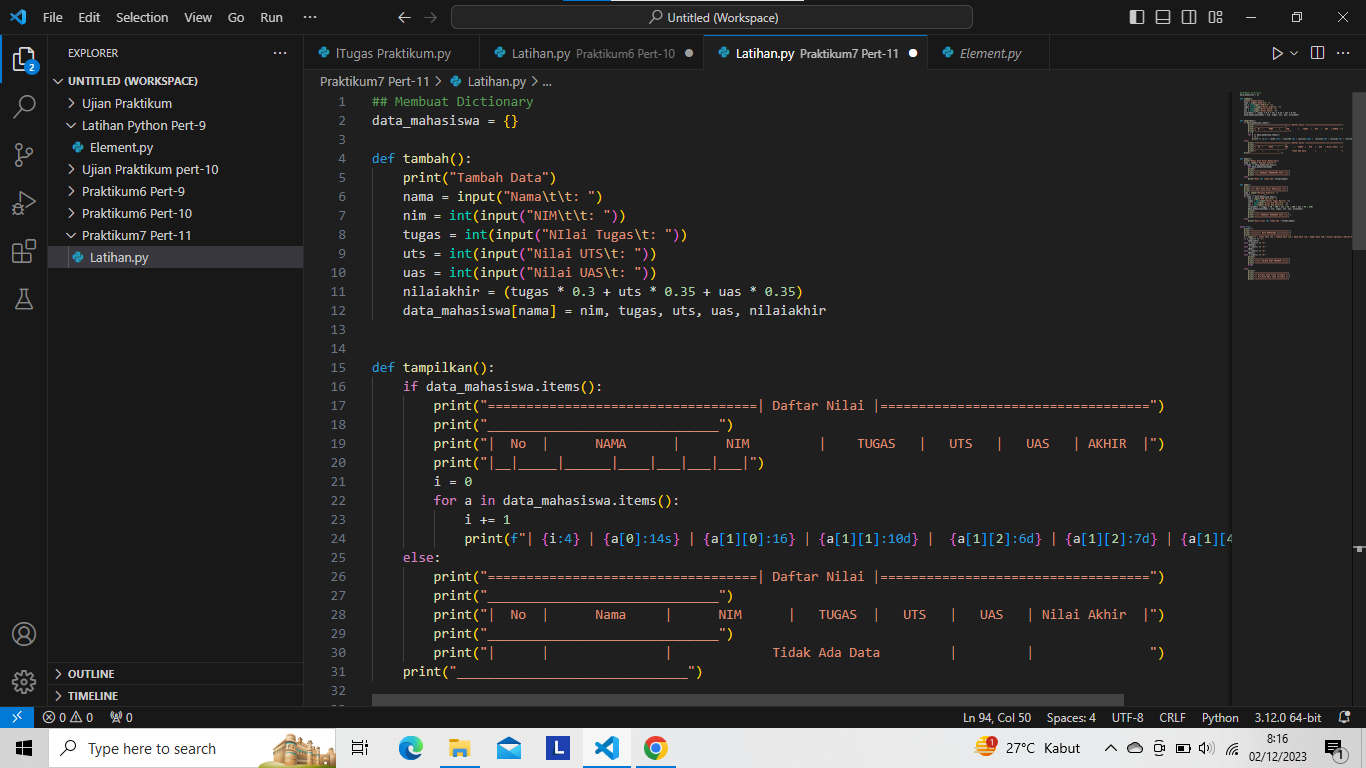 File Edit Selection View Go Run ··· Untitled (Workspace)
EXPLORER ···
UNTITLED (WORKSPACE)
Ujian Praktikum
Latihan Python Pert-9
Element.py
Ujian Praktikum pert-10
Praktikum6 Pert-9
Praktikum6 Pert-10
Praktikum7 Pert-11
Latihan.py
OUTLINE
TIMELINE
2
lTugas Praktikum.py Latihan.py Praktikum6 Pert-10 Latihan.py Praktikum7 Pert-11 Element.py
Praktikum7 Pert-11 > Latihan.py > ...
1 ## Membuat Dictionary
2 data_mahasiswa = {}
3
4 def tambah():
5 print("Tambah Data")
6 nama = input("Nama\t\t: ")
7 nim = int(input("NIM\t\t: "))
8 tugas = int(input("NIlai Tugas\t: "))
9 uts = int(input("Nilai UTS\t: "))
10 uas = int(input("Nilai UAS\t: "))
11 nilaiakhir = (tugas * 0.3 + uts * 0.35 + uas * 0.35)
12 data_mahasiswa[nama] = nim, tugas, uts, uas, nilaiakhir
13
14
15 def tampilkan():
16 if data_mahasiswa.items():
17 print("===================================| Daftar Nilai |===================================")
18 print("______________________________")
19 print("|  No  |      NAMA      |      NIM         |    TUGAS   |   UTS   |   UAS   | AKHIR  |")
20 print("|__|_____|______|____|___|___|___|")
21 i = 0
22 for a in data_mahasiswa.items():
23 i += 1
24 print(f"| {i:4} | {a[0]:14s} | {a[1][0]:16} | {a[1][1]:10d} |  {a[1][2]:6d} | {a[1][2]:7d} | {a[1][4
25 else:
26 print("===================================| Daftar Nilai |===================================")
27 print("______________________________")
28 print("|  No  |      Nama     |      NIM      |   TUGAS  |   UTS   |   UAS   | Nilai Akhir  |")
29 print("______________________________")
30 print("|      |               |             Tidak Ada Data         |         |               ")
31 print("______________________________")
32
0 0 0 Ln 94, Col 50 Spaces: 4 UTF-8 CRLF Python 3.12.0 64-bit
Type here to search L 1 27°C Kabut 8:16
02/12/2023 1